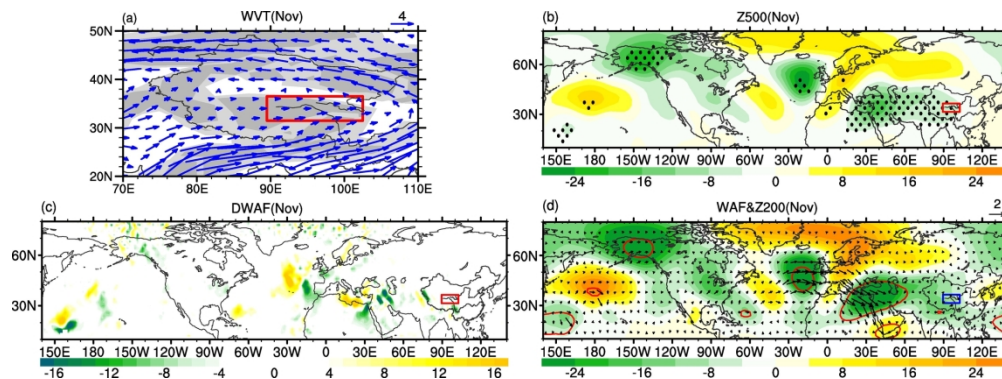 (a) WVT(Nov) 4
50N
40N
30N
20N
70E 80E 90E 100E 110E
(b) Z500(Nov)
60N
30N
150E 180 150W 120W 90W 60W 30W 0 30E 60E 90E 120E
-24 -16 -8 0 8 16 24
(c) DWAF(Nov)
60N
30N
150E 180 150W 120W 90W 60W 30W 0 30E 60E 90E 120E
-16 -12 -8 -4 0 4 8 12 16
(d) WAF&Z200(Nov) 2
60N
30N
150E 180 150W 120W 90W 60W 30W 0 30E 60E 90E 120E
-24 -16 -8 0 8 16 24